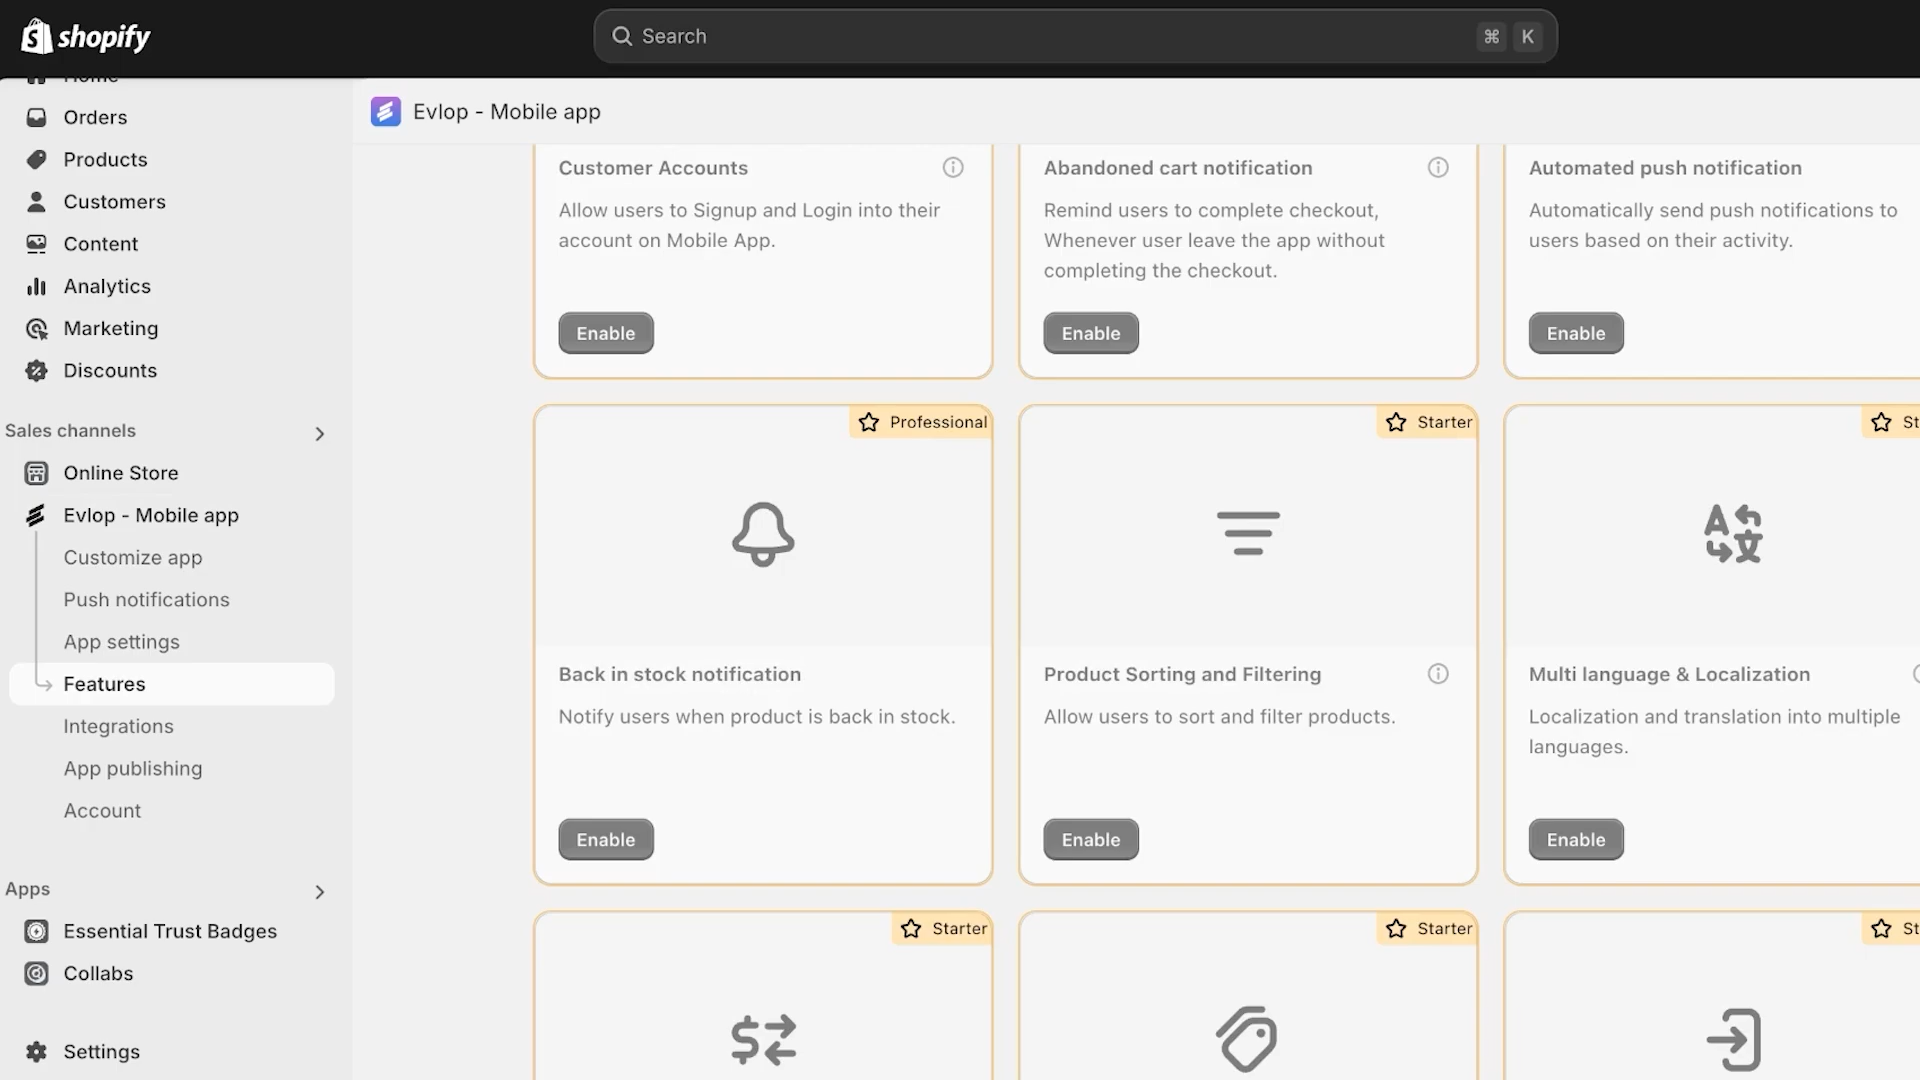 shopify
Search
⌘ K
Home
Orders
Products
Customers
Content
Analytics
Marketing
Discounts
Sales channels
Online Store
Evlop - Mobile app
Customize app
Push notifications
App settings
Features
Integrations
App publishing
Account
Apps
Essential Trust Badges
Collabs
Settings
Evlop - Mobile app
Customer Accounts
Allow users to Signup and Login into their
account on Mobile App.
Enable
Abandoned cart notification
Remind users to complete checkout,
Whenever user leave the app without
completing the checkout.
Enable
Automated push notification
Automatically send push notifications to
users based on their activity.
Enable
Professional
Back in stock notification
Notify users when product is back in stock.
Enable
Starter
Product Sorting and Filtering
Allow users to sort and filter products.
Enable
St
Multi language & Localization
Localization and translation into multiple
languages.
Enable
Starter
Starter
St